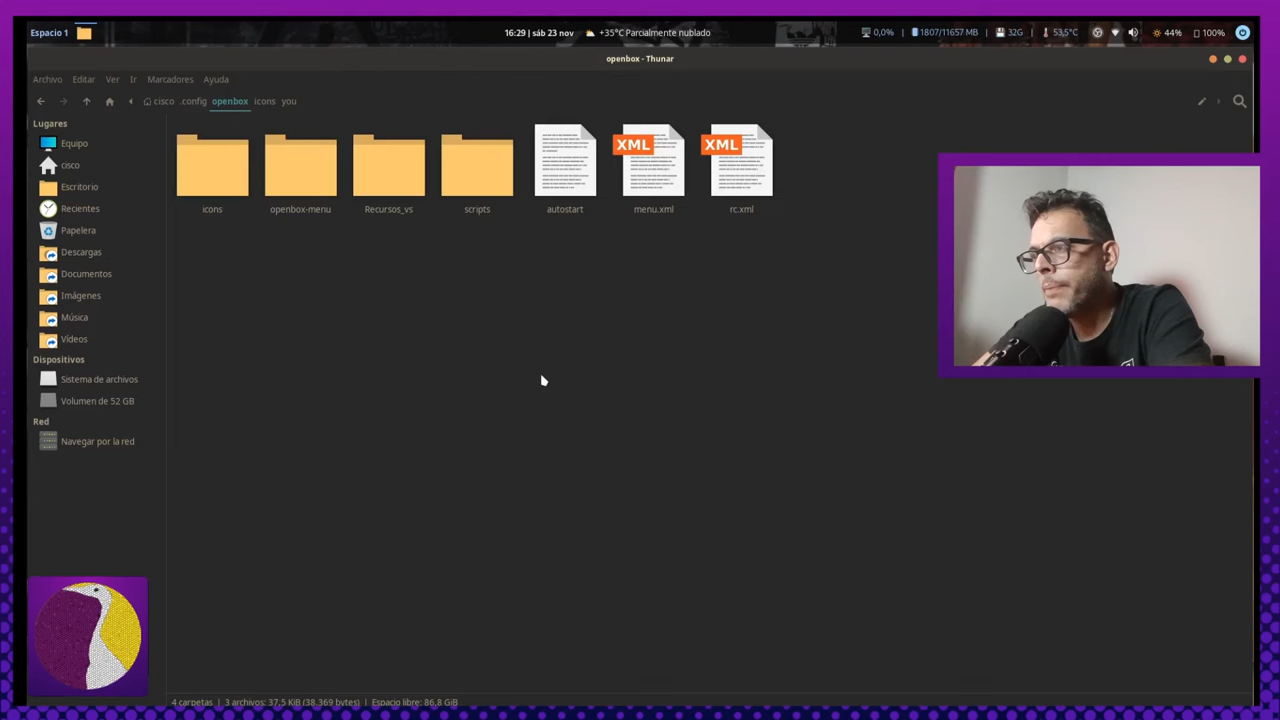 Espacio 1
16:29 | sáb 23 nov
+35°C Parcialmente nublado
0,0%
1807/11657 MB
32G
53,5°C
44%
100%
openbox - Thunar
Archivo Editar Ver Ir Marcadores Ayuda
cisco .config openbox icons you
Lugares
Equipo
cisco
Escritorio
Recientes
Papelera
Descargas
Documentos
Imágenes
Música
Vídeos
Dispositivos
Sistema de archivos
Volumen de 52 GB
Red
Navegar por la red
XML
XML
icons
openbox-menu
Recursos_vs
scripts
autostart
menu.xml
rc.xml
4 carpetas | 3 archivos: 37,5 KiB (38.369 bytes) | Espacio libre: 86,8 GiB